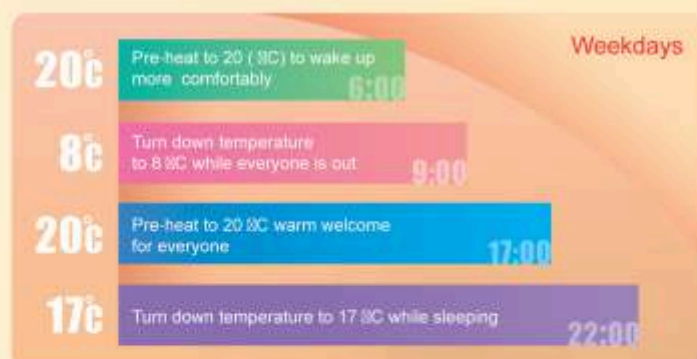 Weekdays
20°C
Pre-heat to 20 ( ☒C) to wake up
more comfortably
6:00
8°C
Turn down temperature
to 8 ☒C while everyone is out
9:00
20°C
Pre-heat to 20 ☒C warm welcome
for everyone
17:00
17°C
Turn down temperature to 17 ☒C while sleeping
22:00